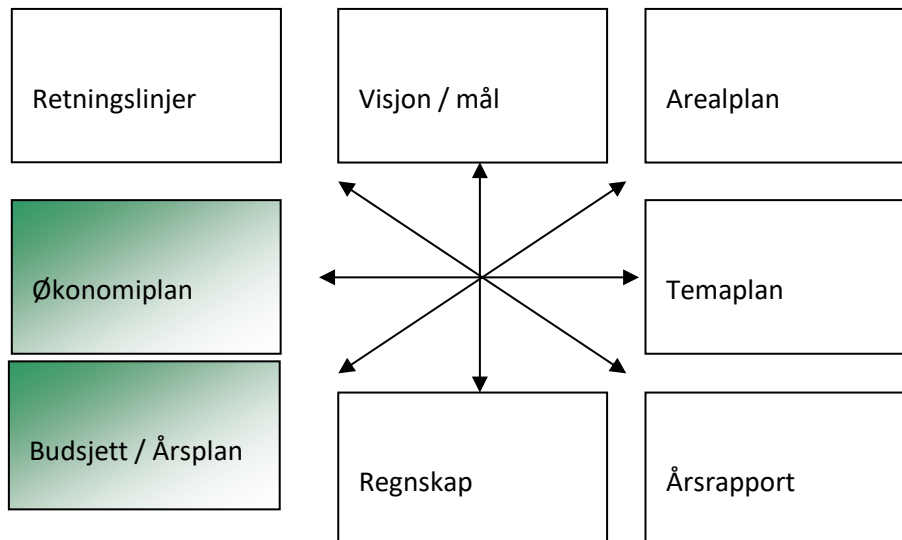 Retningslinjer
Visjon / mål
Arealplan
Økonomiplan
Temaplan
Budsjett / Årsplan
Regnskap
Årsrapport